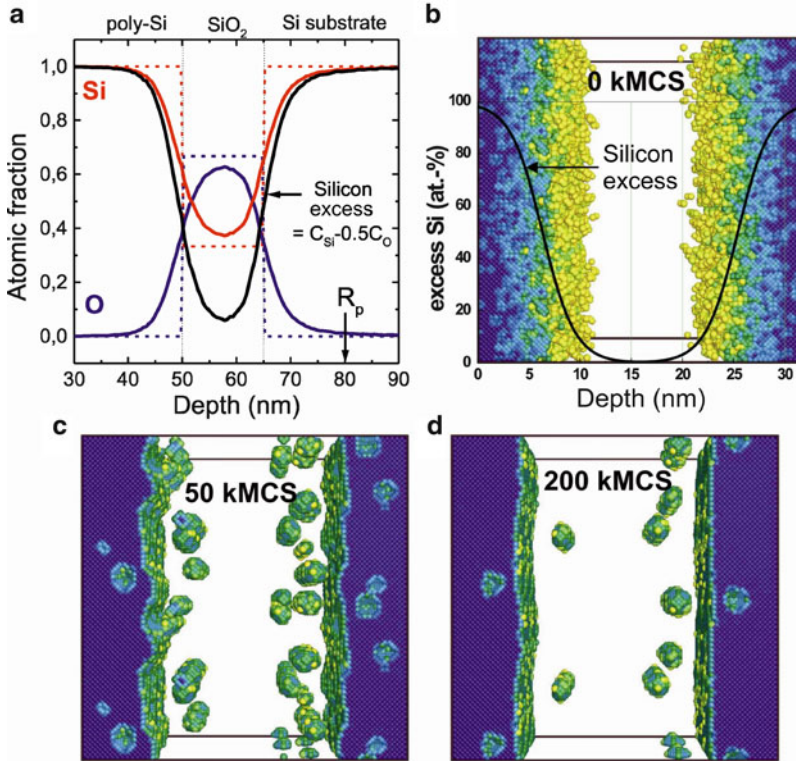 a
poly-Si SiO₂ Si substrate
1,0
0,8
0,6
0,4
0,2
0,0
Atomic fraction
Si
O
Silicon
excess
= C_Si-0.5C_O
R_p
30 40 50 60 70 80 90
Depth (nm)
b
0 kMCS
Silicon
excess
100
80
60
40
20
0
excess Si (at.-%)
0 5 10 15 20 25 30
Depth (nm)
c
50 kMCS
d
200 kMCS